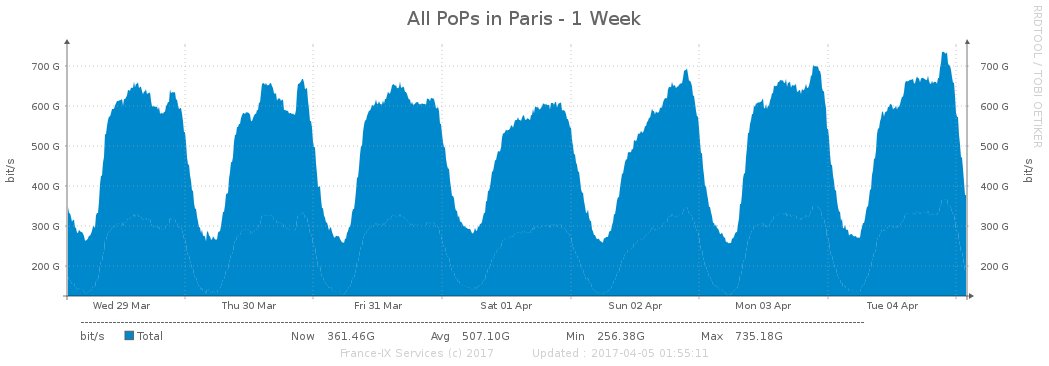 All PoPs in Paris - 1 Week
RRDTOOL / TOBI OETIKER
bit/s
700 G
600 G
500 G
400 G
300 G
200 G
700 G
600 G
500 G
400 G
300 G
200 G
bit/s
Wed 29 Mar Thu 30 Mar Fri 31 Mar Sat 01 Apr Sun 02 Apr Mon 03 Apr Tue 04 Apr
bit/s Total Now 361.46G Avg 507.10G Min 256.38G Max 735.18G
France-IX Services (c) 2017 Updated : 2017-04-05 01:55:11